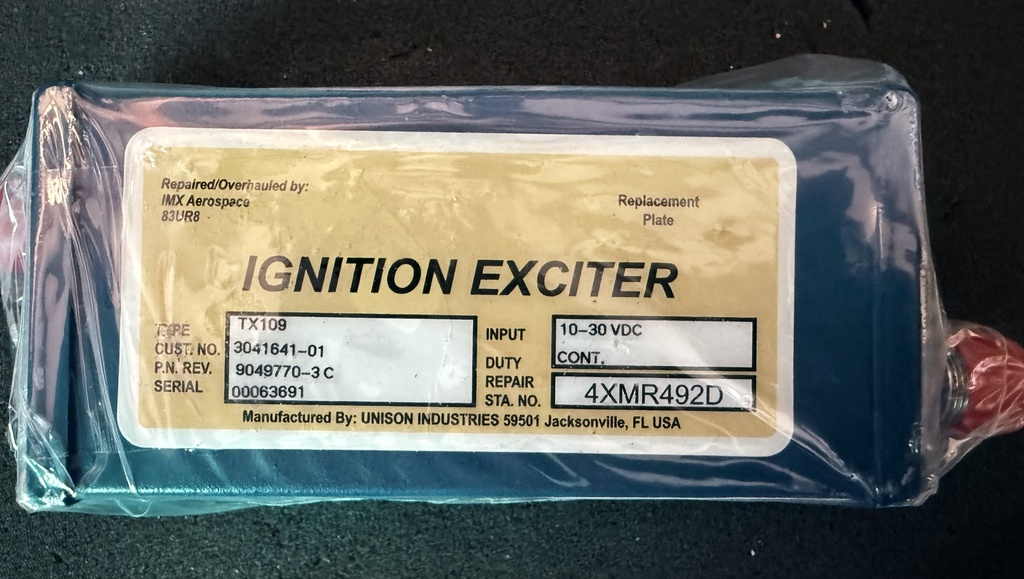 Repaired/Overhauled by:
IMX Aerospace
83UR8
Replacement
Plate
IGNITION EXCITER
TYPE TX109
CUST. NO. 3041641-01
P.N. REV. 9049770-3 C
SERIAL 00063691
INPUT 10-30 VDC
DUTY CONT.
REPAIR
STA. NO. 4XMR492D
Manufactured By: UNISON INDUSTRIES 59501 Jacksonville, FL USA